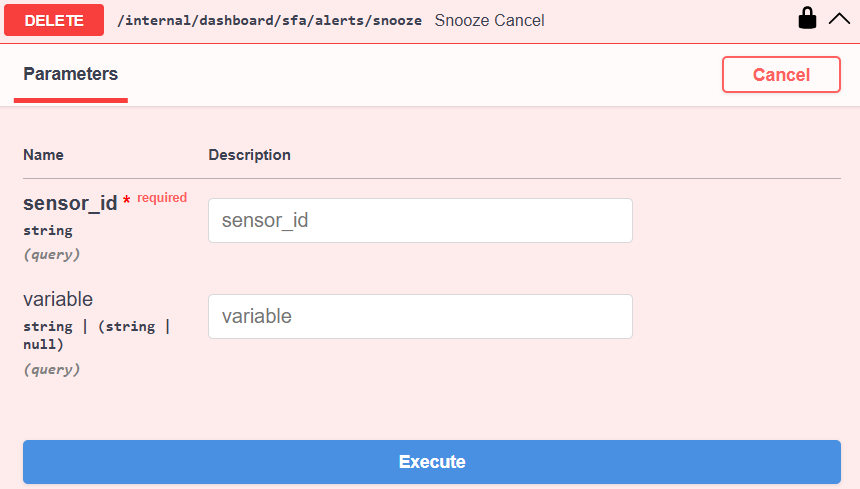 DELETE /internal/dashboard/sfa/alerts/snooze Snooze Cancel
Parameters Cancel
Name Description
sensor_id * required sensor_id
string
(query)
variable variable
string | (string |
null)
(query)
Execute